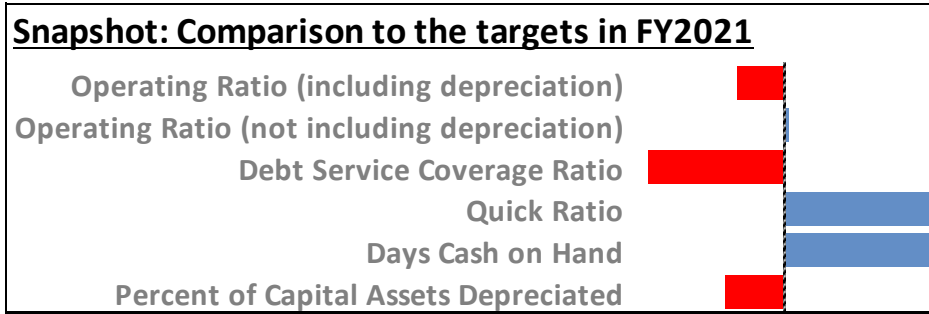 Snapshot: Comparison to the targets in FY2021
Operating Ratio (including depreciation)
Operating Ratio (not including depreciation)
Debt Service Coverage Ratio
Quick Ratio
Days Cash on Hand
Percent of Capital Assets Depreciated